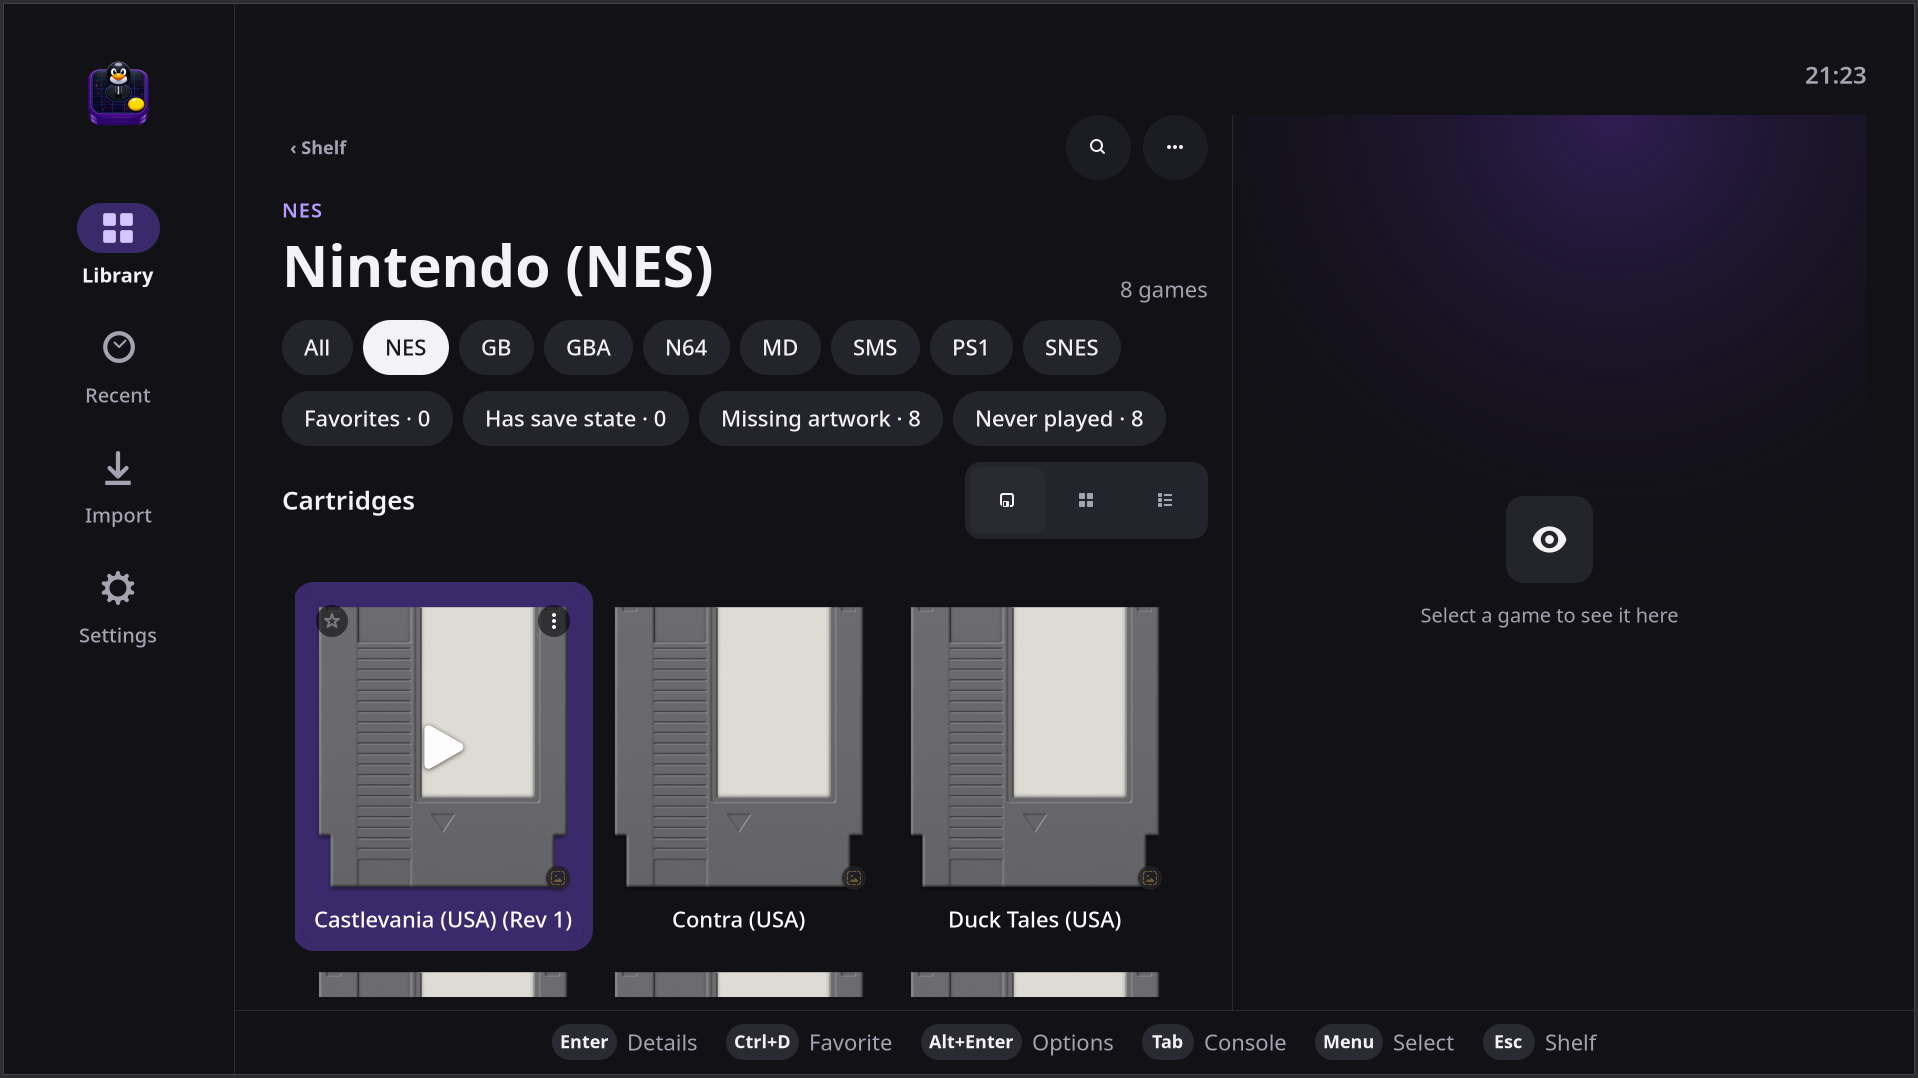 21:23
‹ Shelf
NES
Nintendo (NES)
8 games
All NES GB GBA N64 MD SMS PS1 SNES
Favorites · 0 Has save state · 0 Missing artwork · 8 Never played · 8
Cartridges
Library
Recent
Import
Settings
Select a game to see it here
Castlevania (USA) (Rev 1) Contra (USA) Duck Tales (USA)
Enter Details Ctrl+D Favorite Alt+Enter Options Tab Console Menu Select Esc Shelf